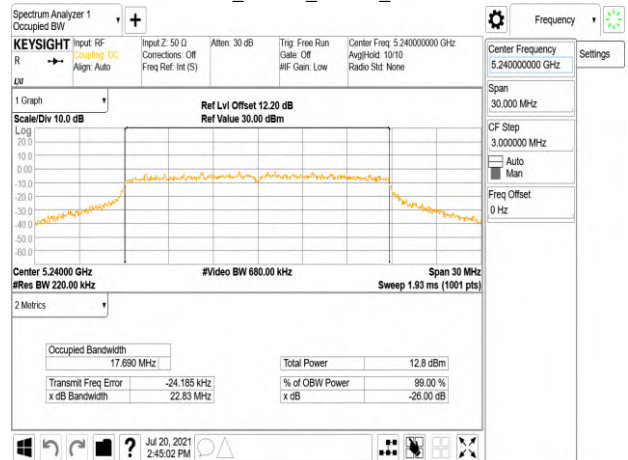 Spectrum Analyzer 1
Occupied BW
Frequency
KEYSIGHT
R
LXI
Input: RF
Coupling: DC
Align: Auto
Input Z: 50 Ω
Corrections: Off
Freq Ref: Int (S)
Atten: 30 dB
Trig: Free Run
Gate: Off
#IF Gain: Low
Center Freq: 5.240000000 GHz
Avg|Hold: 10/10
Radio Std: None
Center Frequency
5.240000000 GHz
Settings
Span
30.000 MHz
CF Step
3.000000 MHz
Auto
Man
Freq Offset
0 Hz
1 Graph
Scale/Div 10.0 dB
Ref Lvl Offset 12.20 dB
Ref Value 30.00 dBm
Log
20.0
10.0
0.00
-10.0
-20.0
-30.0
-40.0
-50.0
-60.0
Center 5.24000 GHz
#Res BW 220.00 kHz
#Video BW 680.00 kHz
Span 30 MHz
Sweep 1.93 ms (1001 pts)
2 Metrics
Occupied Bandwidth
17.690 MHz
Total Power 12.8 dBm
Transmit Freq Error -24.185 kHz
% of OBW Power 99.00 %
x dB Bandwidth 22.83 MHz
x dB -26.00 dB
?
Jul 20, 2021
2:45:02 PM